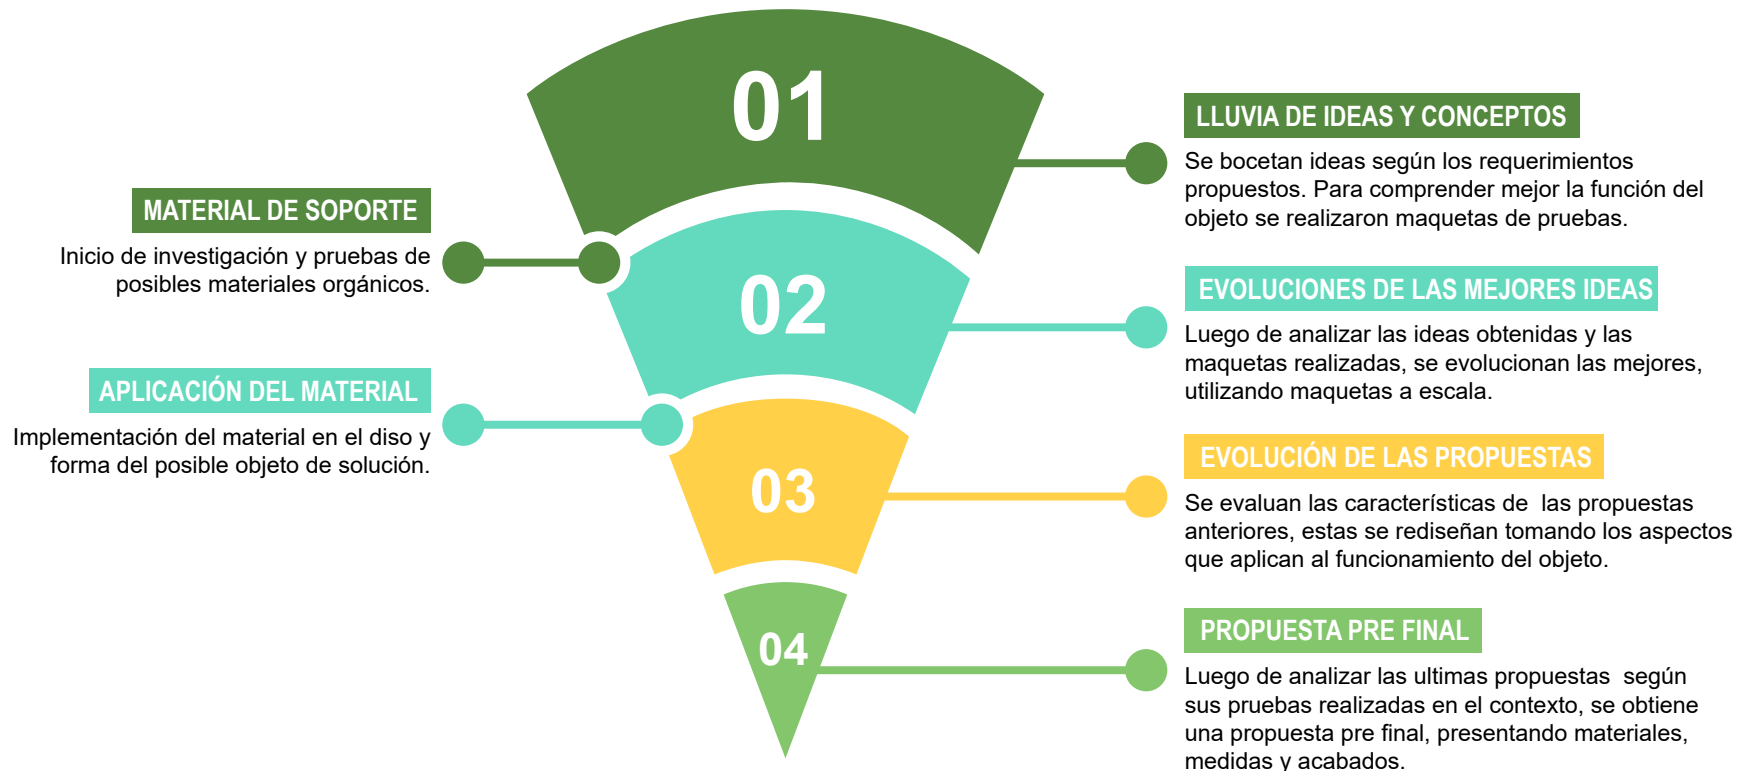 01
LLUVIA DE IDEAS Y CONCEPTOS
Se bocetan ideas según los requerimientos
propuestos. Para comprender mejor la función del
objeto se realizaron maquetas de pruebas.
MATERIAL DE SOPORTE
Inicio de investigación y pruebas de
posibles materiales orgánicos.
02
EVOLUCIONES DE LAS MEJORES IDEAS
Luego de analizar las ideas obtenidas y las
maquetas realizadas, se evolucionan las mejores,
utilizando maquetas a escala.
APLICACIÓN DEL MATERIAL
Implementación del material en el diso y
forma del posible objeto de solución.
03
EVOLUCIÓN DE LAS PROPUESTAS
Se evaluan las característificas de  las propuestas
anteriores, estas se rediseñan tomando los aspectos
que aplican al funcionamiento del objeto.
04
PROPUESTA PRE FINAL
Luego de analizar las ultimas propuestas  según
sus pruebas realizadas en el contexto, se obtiene
una propuesta pre final, presentando materiales,
medidas y acabados.